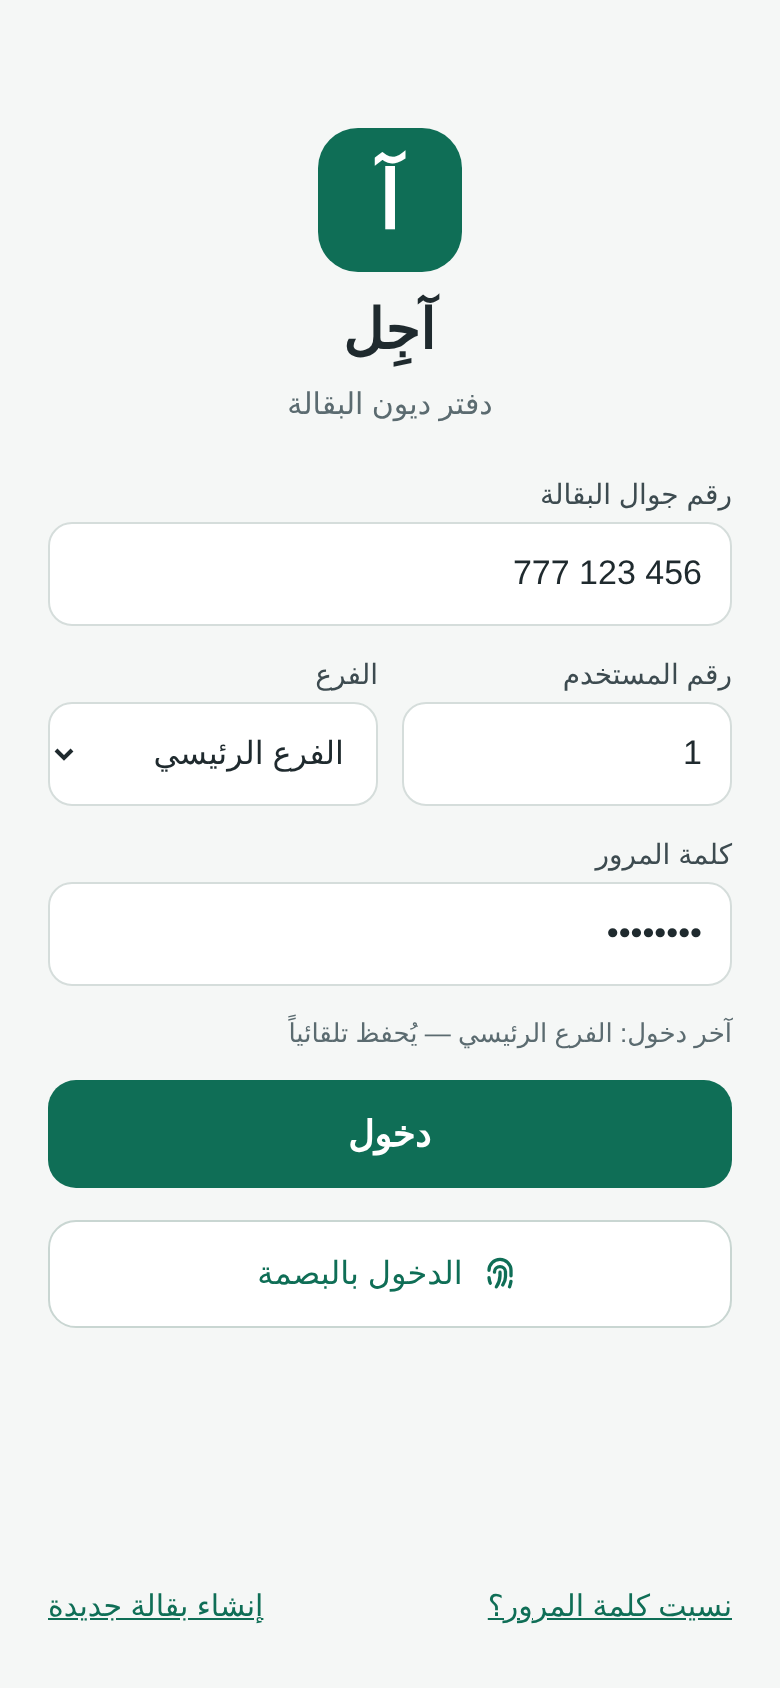 آ
آجِل
دفتر ديون البقالة
رقم جوال البقالة
777 123 456
رقم المستخدم
الفرع
1
الفرع الرئيسي
كلمة المرور
••••••••
آخر دخول: الفرع الرئيسي — يُحفظ تلقائياً
دخول
الدخول بالبصمة
نسيت كلمة المرور؟
إنشاء بقالة جديدة